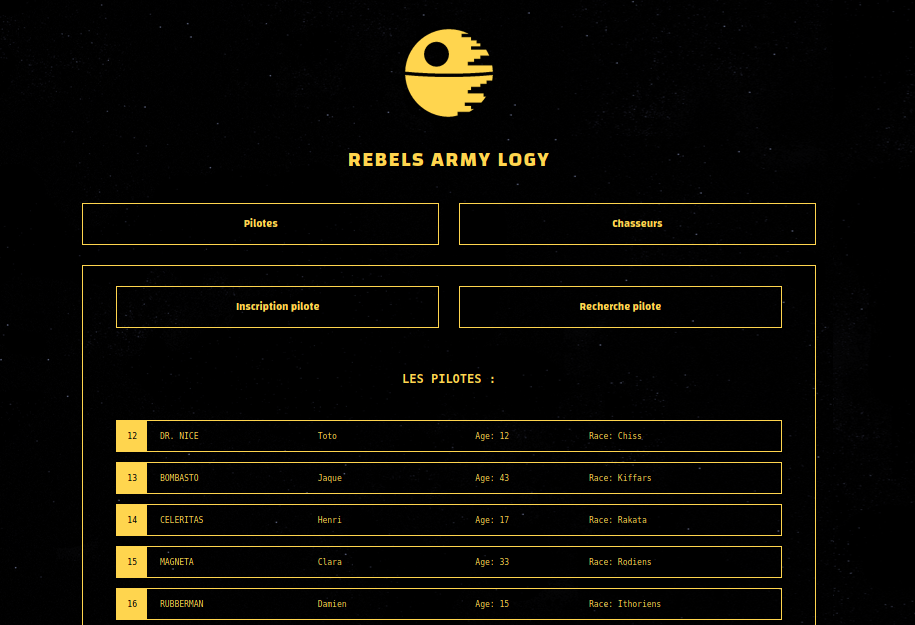 REBELS ARMY LOGY
Pilotes Chasseurs
Inscription pilote Recherche pilote
LES PILOTES :
12 DR. NICE Toto Age: 12 Race: Chiss
13 BOMBASTO Jaque Age: 43 Race: Kiffars
14 CELERITAS Henri Age: 17 Race: Rakata
15 MAGNETA Clara Age: 33 Race: Rodiens
16 RUBBERMAN Damien Age: 15 Race: Ithoriens